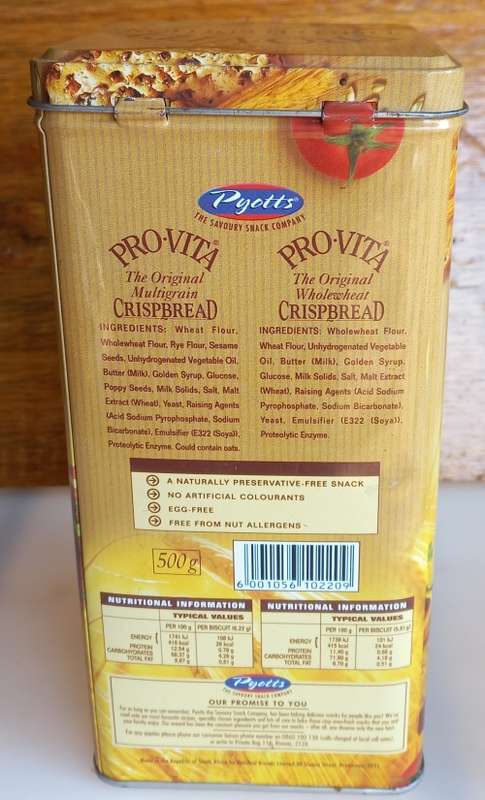 Pyotts
THE SAVOURY SNACK COMPANY
PRO-VITA
The Original
Multigrain
CRISPBREAD
INGREDIENTS: Wheat Flour,
Wholewheat Flour, Rye Flour, Sesame
Seeds, Unhydrogenated Vegetable Oil,
Butter (Milk), Golden Syrup, Glucose,
Poppy Seeds, Milk Solids, Salt, Malt
Extract (Wheat), Yeast, Raising Agents
(Acid Sodium Pyrophosphate, Sodium
Bicarbonate), Emulsifier (E322 (Soya)),
Proteolytic Enzyme. Could contain oats.
PRO-VITA
The Original
Wholewheat
CRISPBREAD
INGREDIENTS: Wholewheat Flour,
Wheat Flour, Unhydrogenated Vegetable
Oil, Butter (Milk), Golden Syrup,
Glucose, Milk Solids, Salt, Malt Extract
(Wheat), Raising Agents (Acid Sodium
Pyrophosphate, Sodium Bicarbonate),
Yeast, Emulsifier (E322 (Soya)),
Proteolytic Enzyme.
A NATURALLY PRESERVATIVE-FREE SNACK
NO ARTIFICIAL COLOURANTS
EGG-FREE
FREE FROM NUT ALLERGENS
500g
6 001056 102209
NUTRITIONAL INFORMATION
TYPICAL VALUES
PER 100 g PER BISCUIT
ENERGY
PROTEIN
CARBOHYDRATES
TOTAL FAT
NUTRITIONAL INFORMATION
TYPICAL VALUES
PER 100 g PER BISCUIT
ENERGY
PROTEIN
CARBOHYDRATES
TOTAL FAT
Pyotts
THE SAVOURY SNACK COMPANY
OUR PROMISE TO YOU